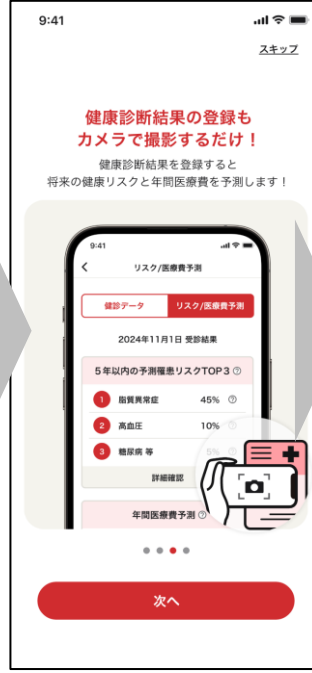 9:41
スキップ
健康診断結果の登録も
カメラで撮影するだけ！
健康診断結果を登録すると
将来の健康リスクと年間医療費を予測します！
9:41
リスク/医療費予測
健診データ
リスク/医療費予測
2024年11月1日 受診結果
5年以内の予測罹患リスクTOP3 ?
1 脂質異常症 45% ?
2 高血圧 10% ?
3 糖尿病 等 5%
詳細確認
年間医療費予測 ?
次へ